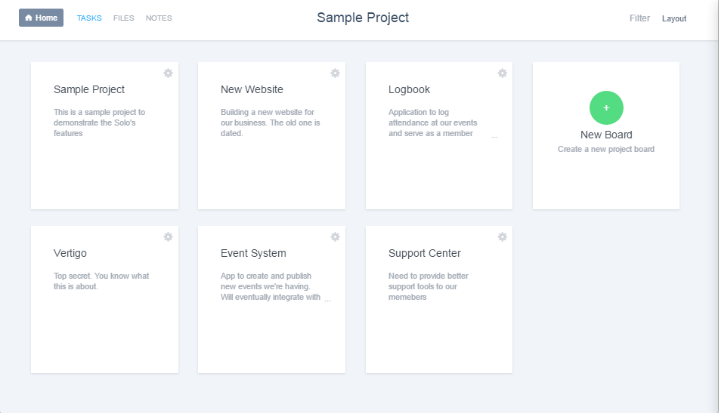 Home TASKS FILES NOTES Sample Project Filter Layout
Sample Project
This is a sample project to
demonstrate the Solo's
features
New Website
Building a new website for
our business. The old one is
dated.
Logbook
Application to log
attendance at our events
and serve as a member ...
+
New Board
Create a new project board
Vertigo
Top secret. You know what
this is about.
Event System
App to create and publish
new events we're having.
Will eventually integrate with ...
Support Center
Need to provide better
support tools to our
memebers